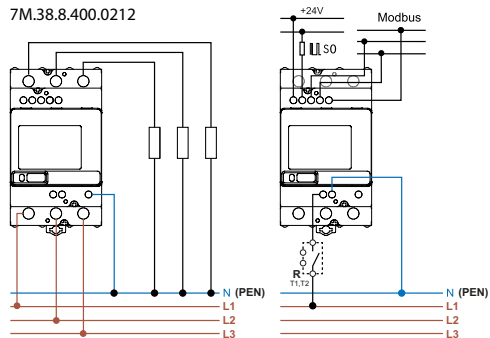 7M.38.8.400.0212
+24V
Modbus
S0
R
T1,T2
N (PEN)
L1
L2
L3
N (PEN)
L1
L2
L3